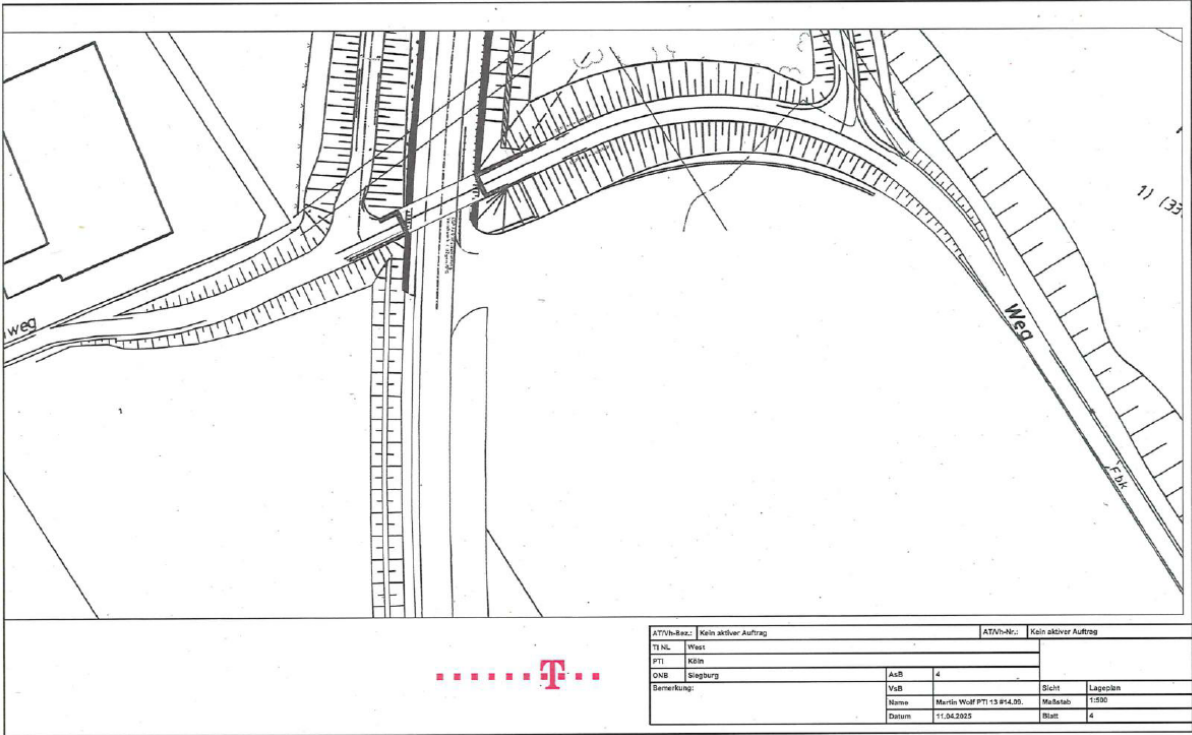 1) (33
weg
Weg
Fbk
1
T
AT/Vh-Bez.: Kein aktiver Auftrag AT/Vh-Nr.: Kein aktiver Auftrag
TI NL West
PTI Köln
ONB Siegburg AsB 4
Bemerkung: VsB Sicht Lageplan
Name Martin Wolf PTI 13 #14.09. Maßstab 1:500
Datum 11.04.2025 Blatt 4